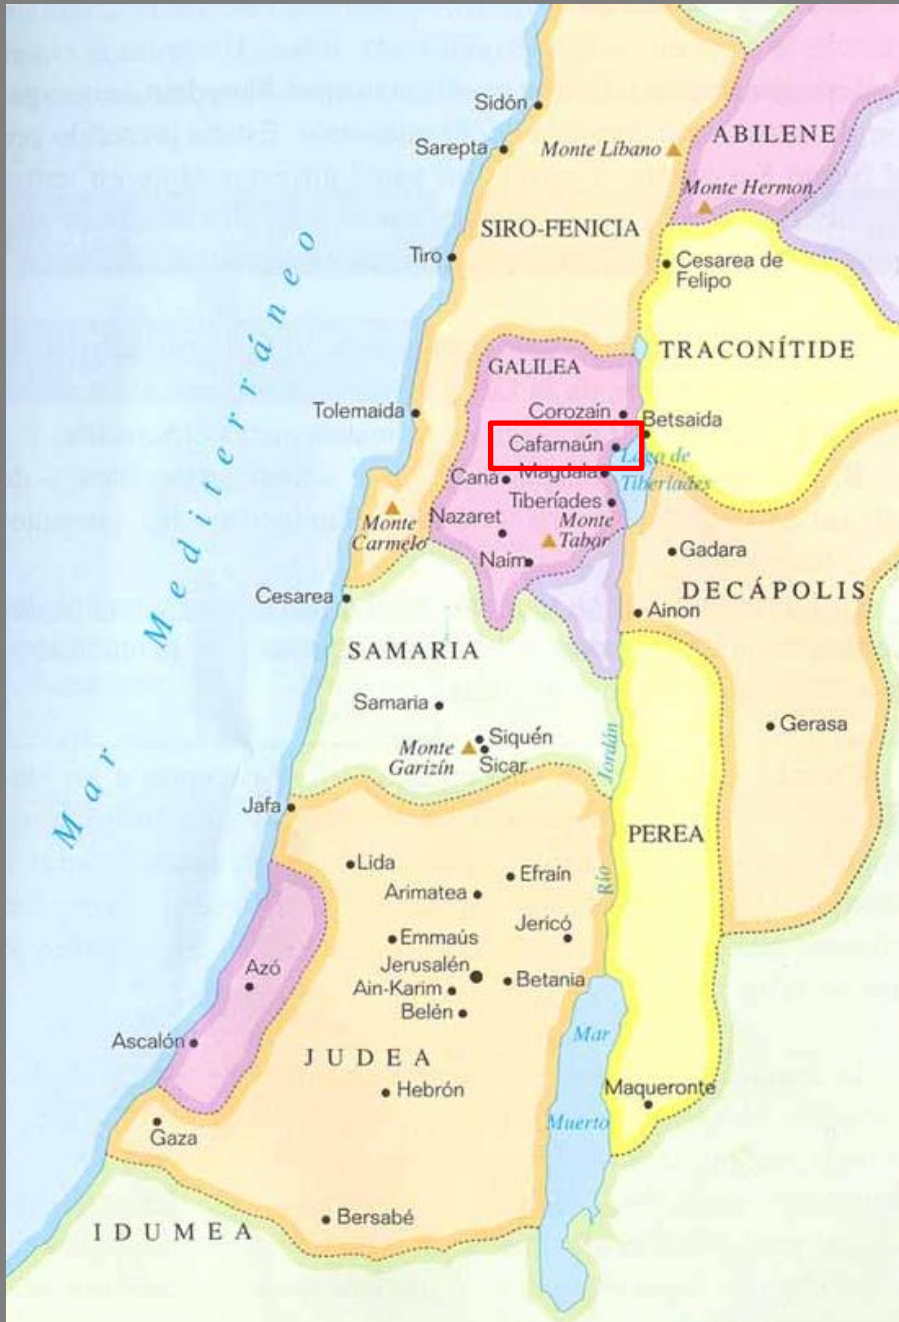 Sidón
ABILENE
Sarepta
Monte Líbano
Monte Hermon
SIRO-FENICIA
Tiro
Cesarea de
Felipo
TRACONÍTIDE
GALILEA
Tolemaida
Corozaín
Betsaida
Cafarnaún
Lago de
Tiberíades
Magdala
Cana
Tiberíades
Nazaret
Monte
Carmelo
Monte
Tabor
Naím
Gadara
DECÁPOLIS
Cesarea
Ainon
Mar Mediterráneo
SAMARIA
Samaria
Siquén
Sicar
Monte
Garizín
Gerasa
Río Jordán
Jafa
PEREA
Lida
Efraín
Arimatea
Jericó
Emmaús
Jerusalén
Betania
Ain-Karim
Belén
Azó
Ascalón
JUDEA
Mar
Muerto
Hebrón
Maqueronte
Gaza
Bersabé
IDUMEA